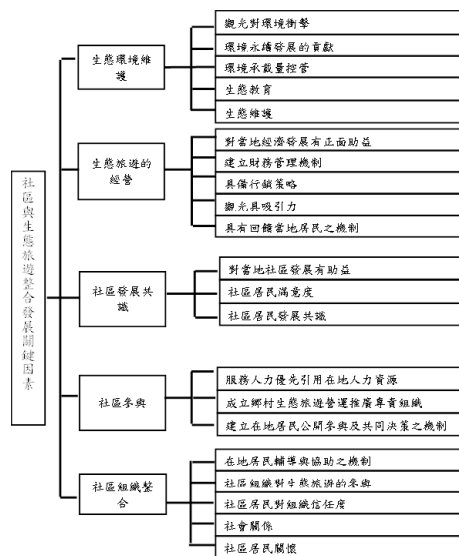 社區與生態旅遊整合發展關鍵因素
生態環境維護
觀光對環境衝擊
環境永續發展的貢獻
環境承載量控管
生態教育
生態維護
生態旅遊的經營
對當地經濟發展有正面助益
建立財務管理機制
具備行銷策略
觀光具吸引力
具有回饋當地居民之機制
社區發展共識
對當地社區發展有助益
社區居民滿意度
社區居民發展共識
社區參與
服務人力優先引用在地人力資源
成立鄉村生態旅遊營運推廣專責組織
建立在地居民公開參與及共同決策之機制
社區組織整合
在地居民輔導與協助之機制
社區組織對生態旅遊的參與
社區居民對組織信任度
社會關係
社區居民關懷